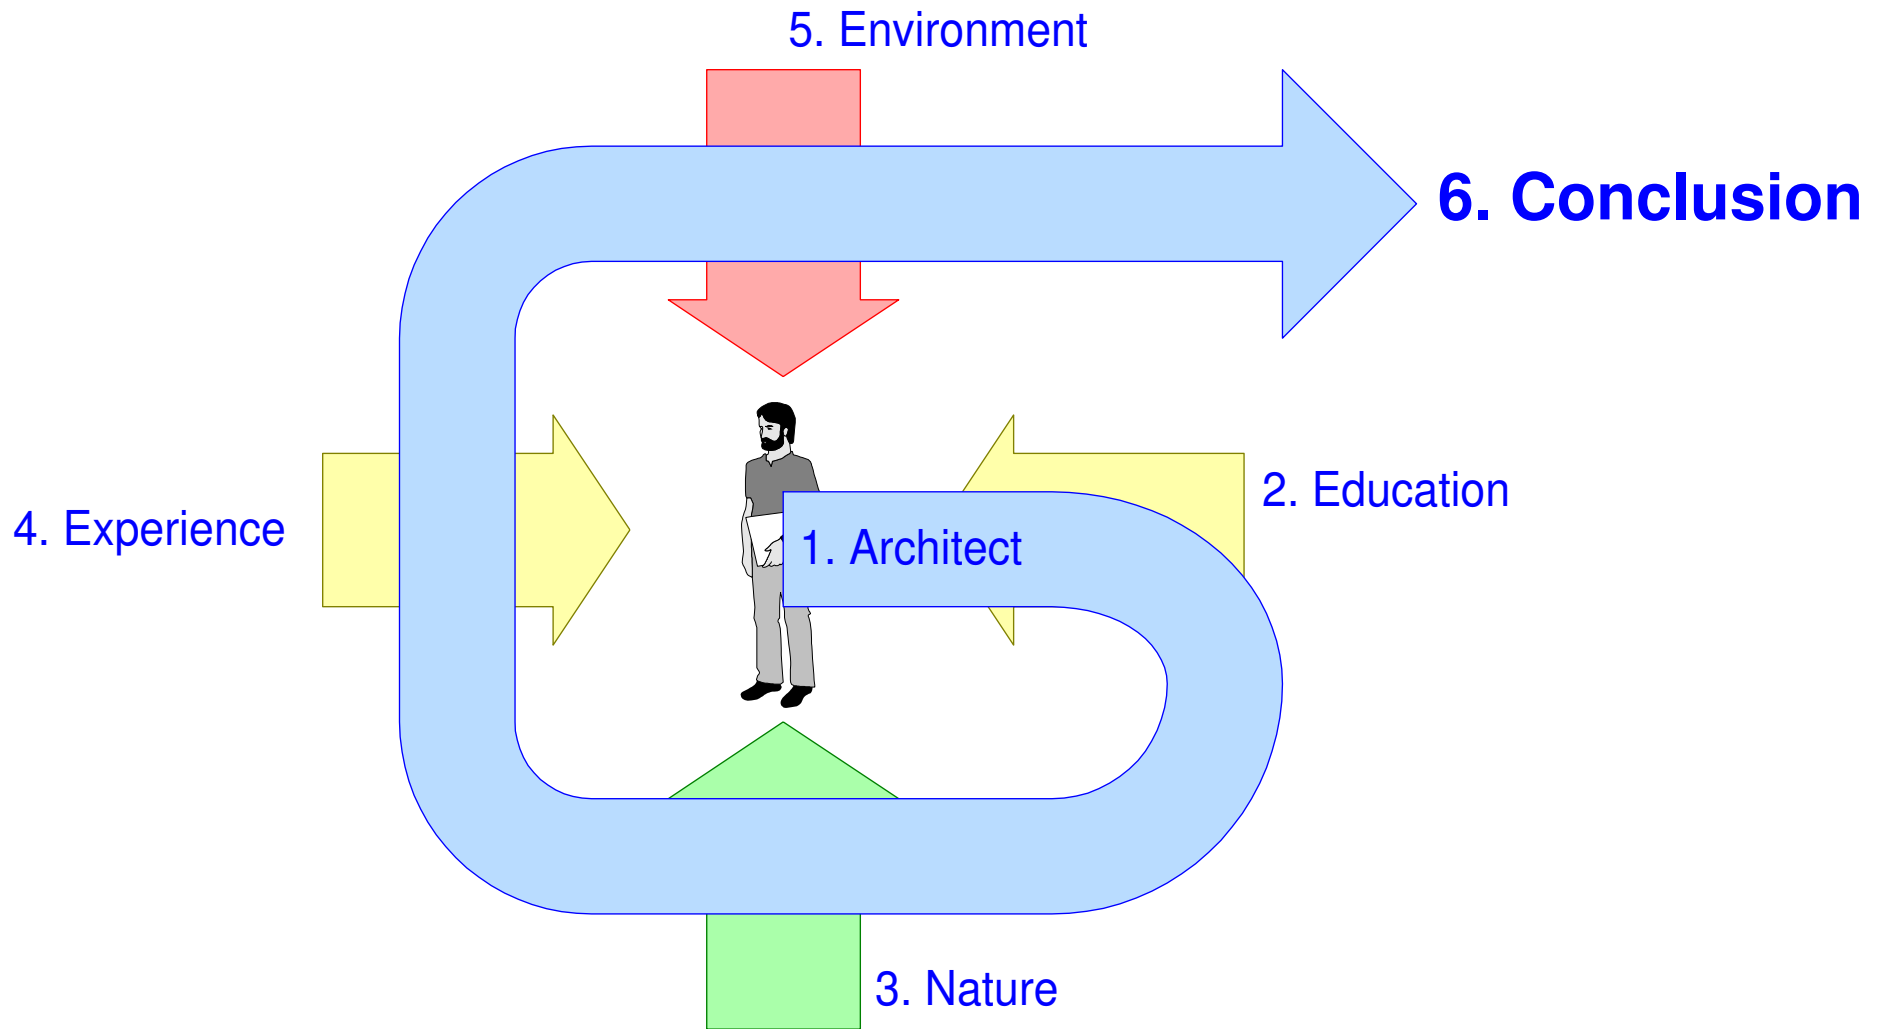 5. Environment
6. Conclusion
2. Education
4. Experience
1. Architect
3. Nature